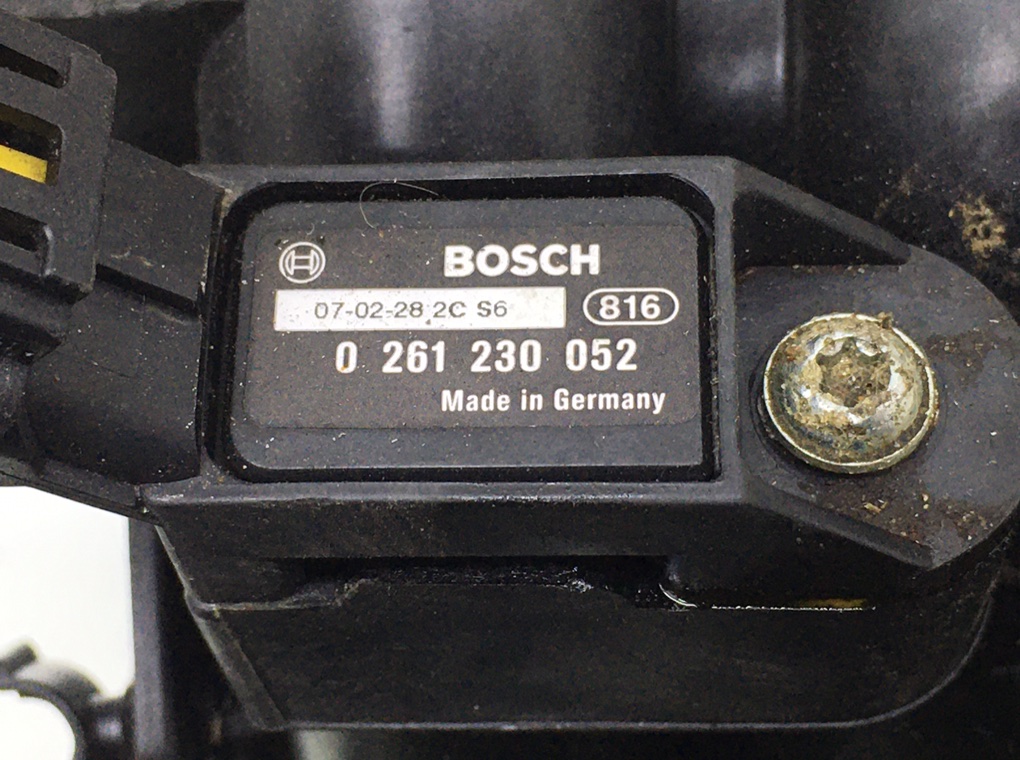 BOSCH
07-02-28 2C S6 816
0 261 230 052
Made in Germany